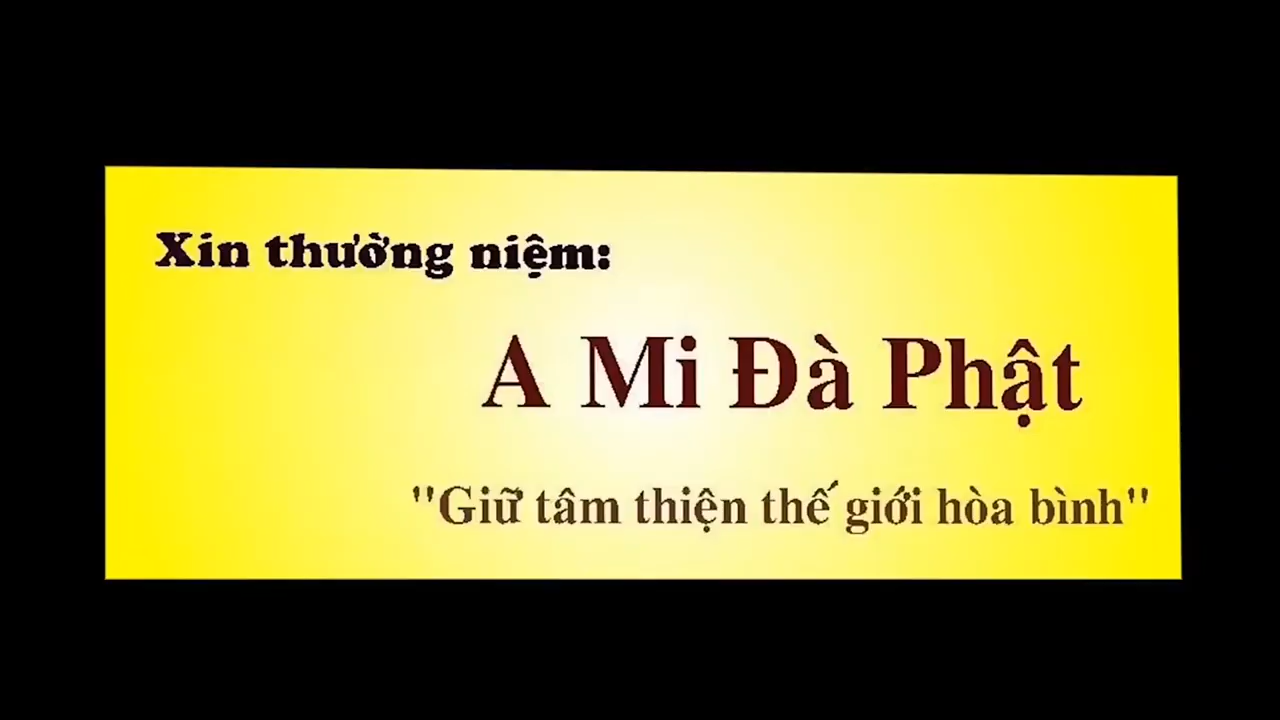 Xin thường niệm:
A Mi Đà Phật
"Giữ tâm thiện thế giới hòa bình"